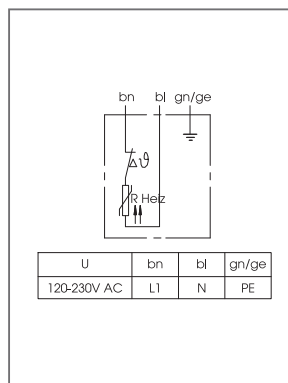 bn bl gn/ge
Δϑ
R Heiz
U bn bl gn/ge
120-230V AC L1 N PE